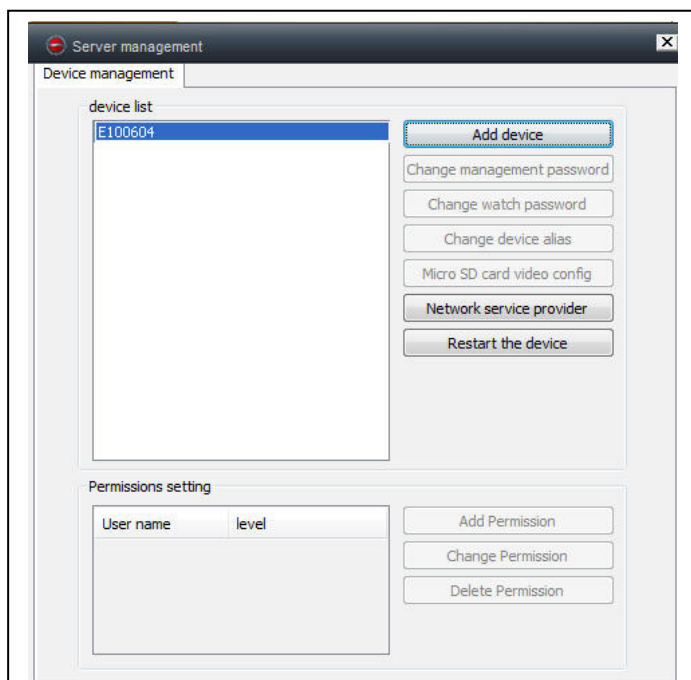 Server management
Device management
device list
E100604
Add device
Change management password
Change watch password
Change device alias
Micro SD card video config
Network service provider
Restart the device
Permissions setting
User name level
Add Permission
Change Permission
Delete Permission